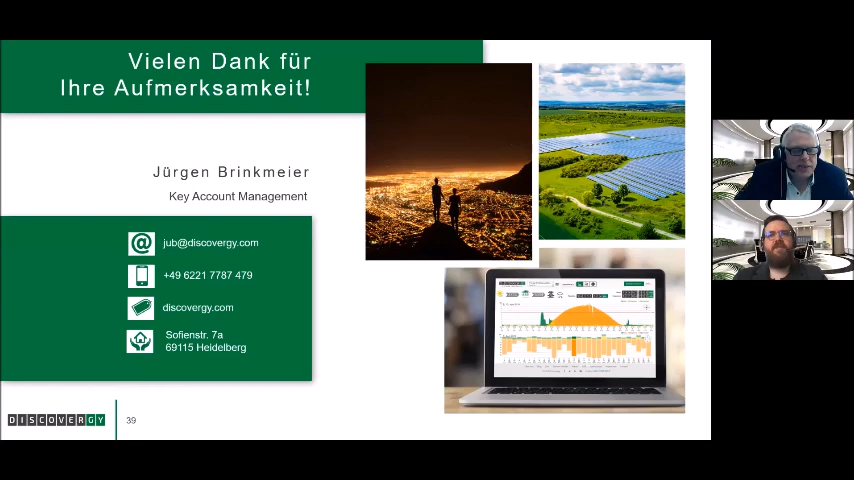 Vielen Dank für
Ihre Aufmerksamkeit!
Jürgen Brinkmeier
Key Account Management
jub@discovergy.com
+49 6221 7787 479
discovergy.com
Sofienstr. 7a
69115 Heidelberg
DISCOVERGY
39